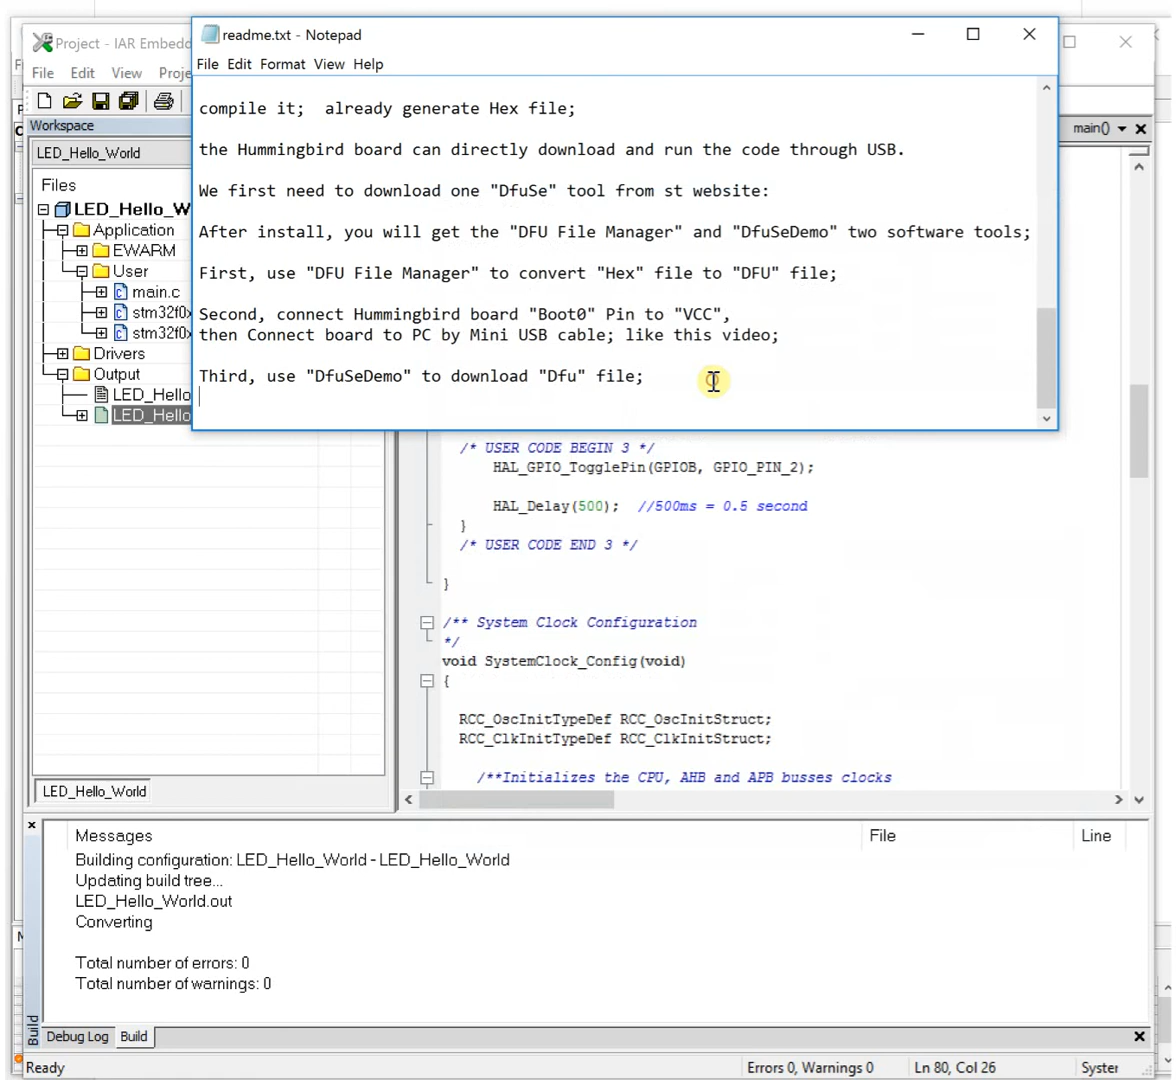 readme.txt - Notepad
File Edit Format View Help
compile it;  already generate Hex file;
the Hummingbird board can directly download and run the code through USB.
We first need to download one "DfuSe" tool from st website:
After install, you will get the "DFU File Manager" and "DfuSeDemo" two software tools;
First, use "DFU File Manager" to convert "Hex" file to "DFU" file;
Second, connect Hummingbird board "Boot0" Pin to "VCC",
then Connect board to PC by Mini USB cable; like this video;
Third, use "DfuSeDemo" to download "Dfu" file;
Project - IAR Embedd
File Edit View Proje
Workspace
LED_Hello_World
Files
LED_Hello_W
Application
EWARM
User
main.c
stm32f0x
stm32f0x
Drivers
Output
LED_Hello
LED_Hello
LED_Hello_World
main()
/* USER CODE BEGIN 3 */
HAL_GPIO_TogglePin(GPIOB, GPIO_PIN_2);
HAL_Delay(500);  //500ms = 0.5 second
}
/* USER CODE END 3 */
}
/** System Clock Configuration
*/
void SystemClock_Config(void)
{
RCC_OscInitTypeDef RCC_OscInitStruct;
RCC_ClkInitTypeDef RCC_ClkInitStruct;
/**Initializes the CPU, AHB and APB busses clocks
Messages File Line
Building configuration: LED_Hello_World - LED_Hello_World
Updating build tree...
LED_Hello_World.out
Converting
Total number of errors: 0
Total number of warnings: 0
Build
Debug Log Build
Ready Errors 0, Warnings 0 Ln 80, Col 26 Syster